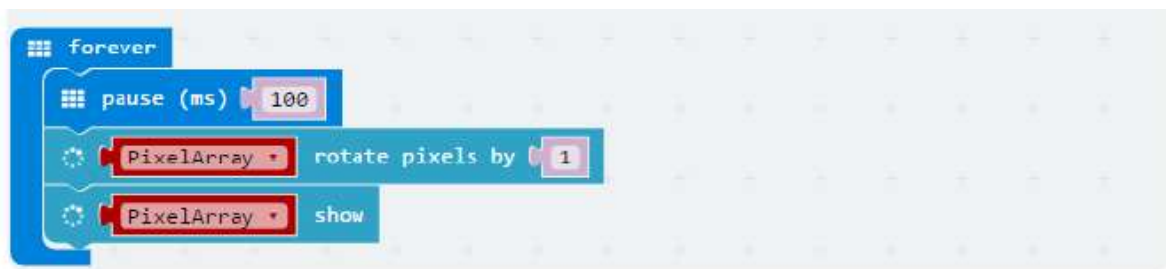 forever
pause (ms) 100
PixelArray rotate pixels by 1
PixelArray show